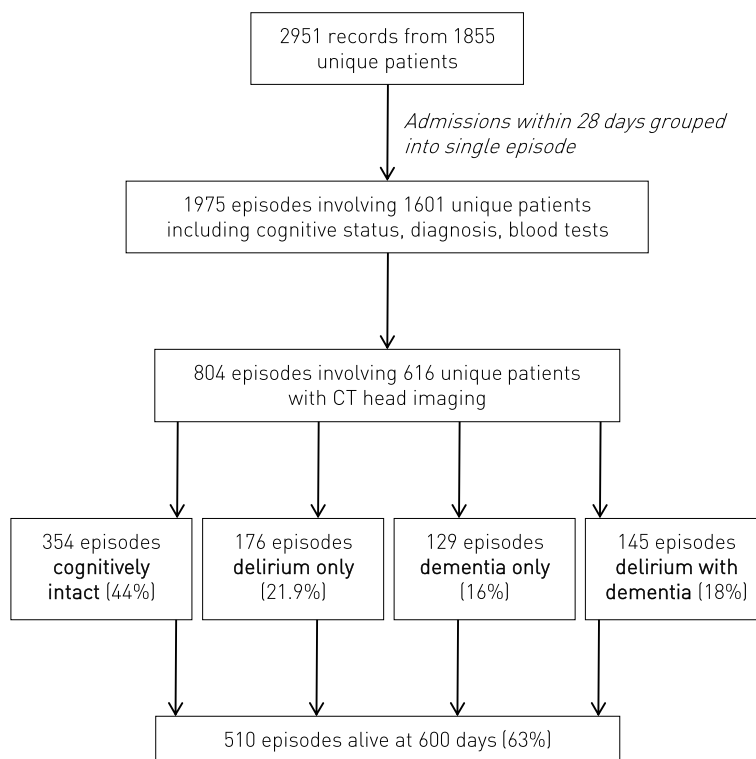 2951 records from 1855
unique patients
Admissions within 28 days grouped
into single episode
1975 episodes involving 1601 unique patients
including cognitive status, diagnosis, blood tests
804 episodes involving 616 unique patients
with CT head imaging
354 episodes
cognitively
intact (44%)
176 episodes
delirium only
(21.9%)
129 episodes
dementia only
(16%)
145 episodes
delirium with
dementia (18%)
510 episodes alive at 600 days (63%)